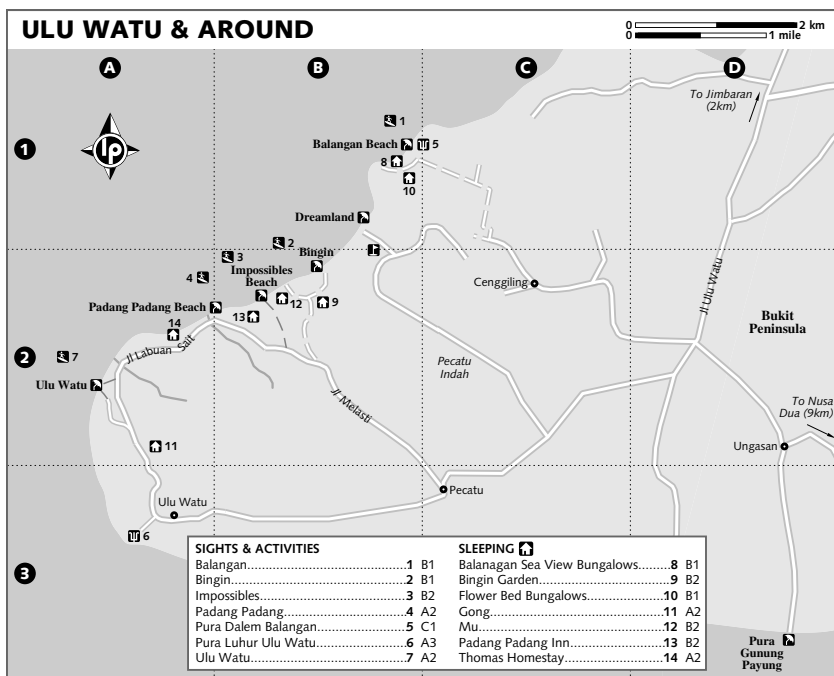 ULU WATU & AROUND
0 2 km
0 1 mile
A B C D
To Jimbaran
(2km)
1
1
Balangan Beach 5
8
10
lp
Dreamland
2
Bingin
3
Impossibles
Beach
4
Cenggiling
Padang Padang Beach
12 9
13
14
Jl Ulu Watu
Bukit
Peninsula
2
7
Jl Labuan Sait
Ulu Watu
Pecatu
Indah
Jl Melasti
To Nusa
Dua (9km)
11
Ungasan
Pecatu
Ulu Watu
6
3
SIGHTS & ACTIVITIES
Balangan....................................1 B1
Bingin........................................2 B1
Impossibles................................3 B2
Padang Padang.........................4 A2
Pura Dalem Balangan...............5 C1
Pura Luhur Ulu Watu................6 A3
Ulu Watu..................................7 A2
SLEEPING
Balanagan Sea View Bungalows........8 B1
Bingin Garden................................9 B2
Flower Bed Bungalows..................10 B1
Gong............................................11 A2
Mu...............................................12 B2
Padang Padang Inn.......................13 B2
Thomas Homestay........................14 A2
Pura
Gunung
Payung